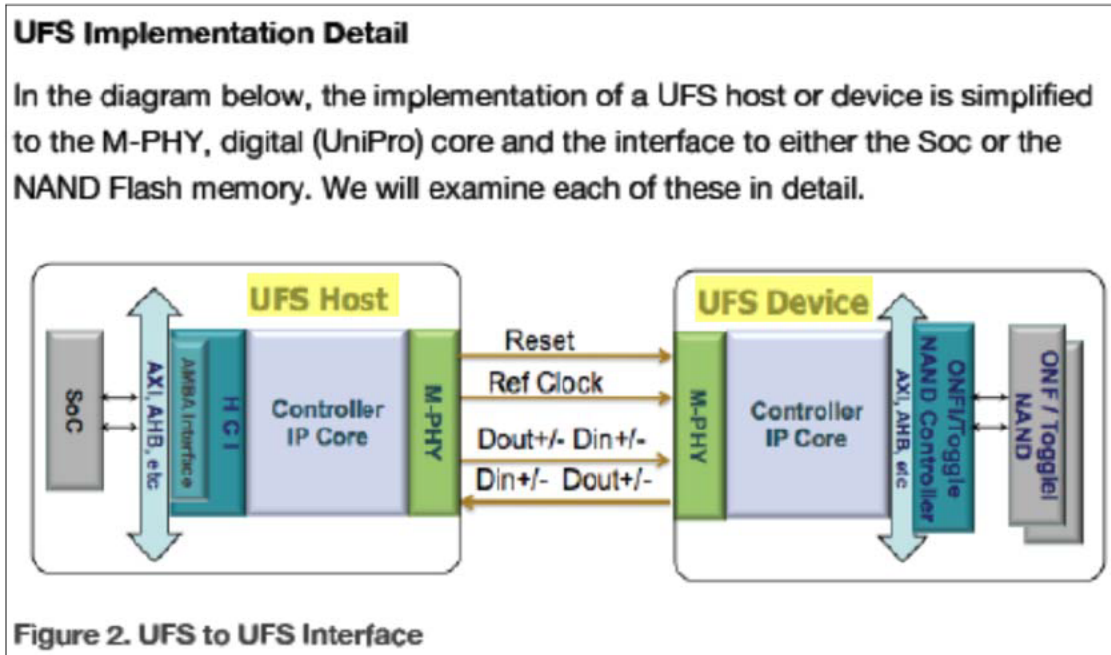 UFS Implementation Detail
In the diagram below, the implementation of a UFS host or device is simplified
to the M-PHY, digital (UniPro) core and the interface to either the Soc or the
NAND Flash memory. We will examine each of these in detail.
UFS Host
SoC
AXI, AHB, etc
AMBA Interface
H C I
Controller
IP Core
M-PHY
Reset
Ref Clock
Dout+/- Din+/-
Din+/- Dout+/-
UFS Device
M-PHY
Controller
IP Core
AXI, AHB, etc
ONFI/Toggle
NAND Controller
ONF / Togglel
NAND
Figure 2. UFS to UFS Interface